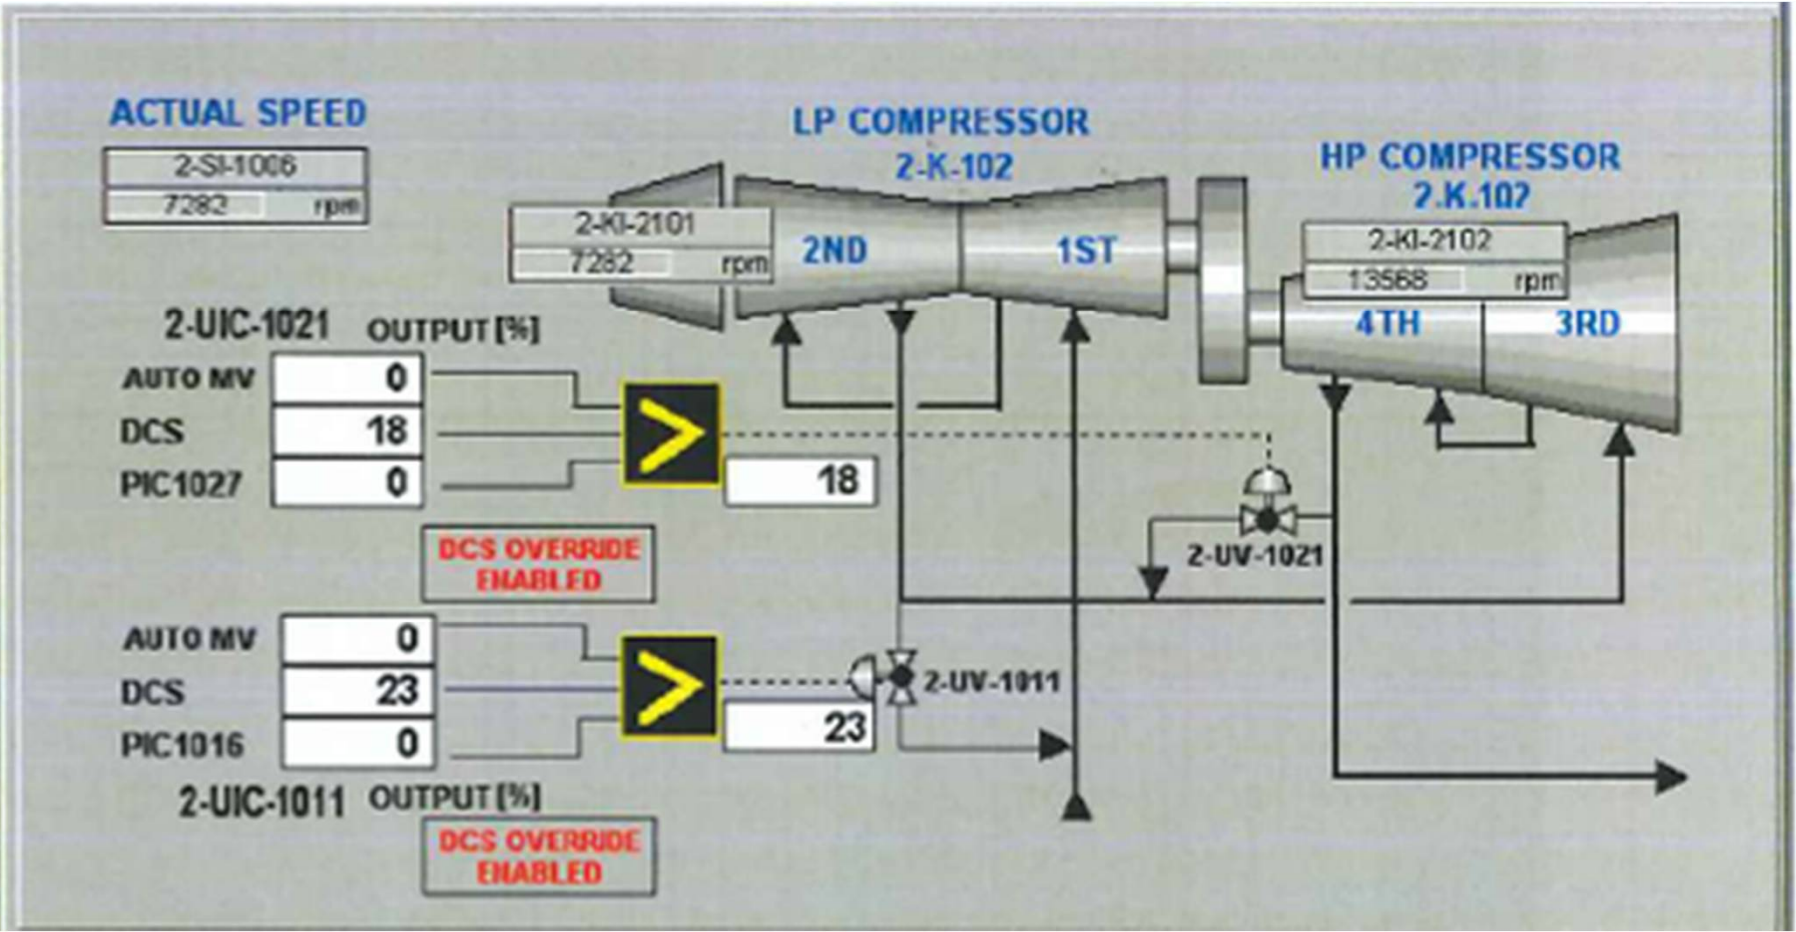 ACTUAL SPEED
2-SI-1006
7282 rpm
LP COMPRESSOR
2-K-102
HP COMPRESSOR
2.K.102
2-KI-2101
7282 rpm
2ND
1ST
2-KI-2102
13568 rpm
4TH
3RD
2-UIC-1021 OUTPUT [%]
AUTO MV 0
DCS 18
PIC1027 0
18
2-UV-1021
DCS OVERRIDE
ENABLED
AUTO MV 0
DCS 23
PIC1016 0
23
2-UV-1011
2-UIC-1011 OUTPUT [%]
DCS OVERRIDE
ENABLED